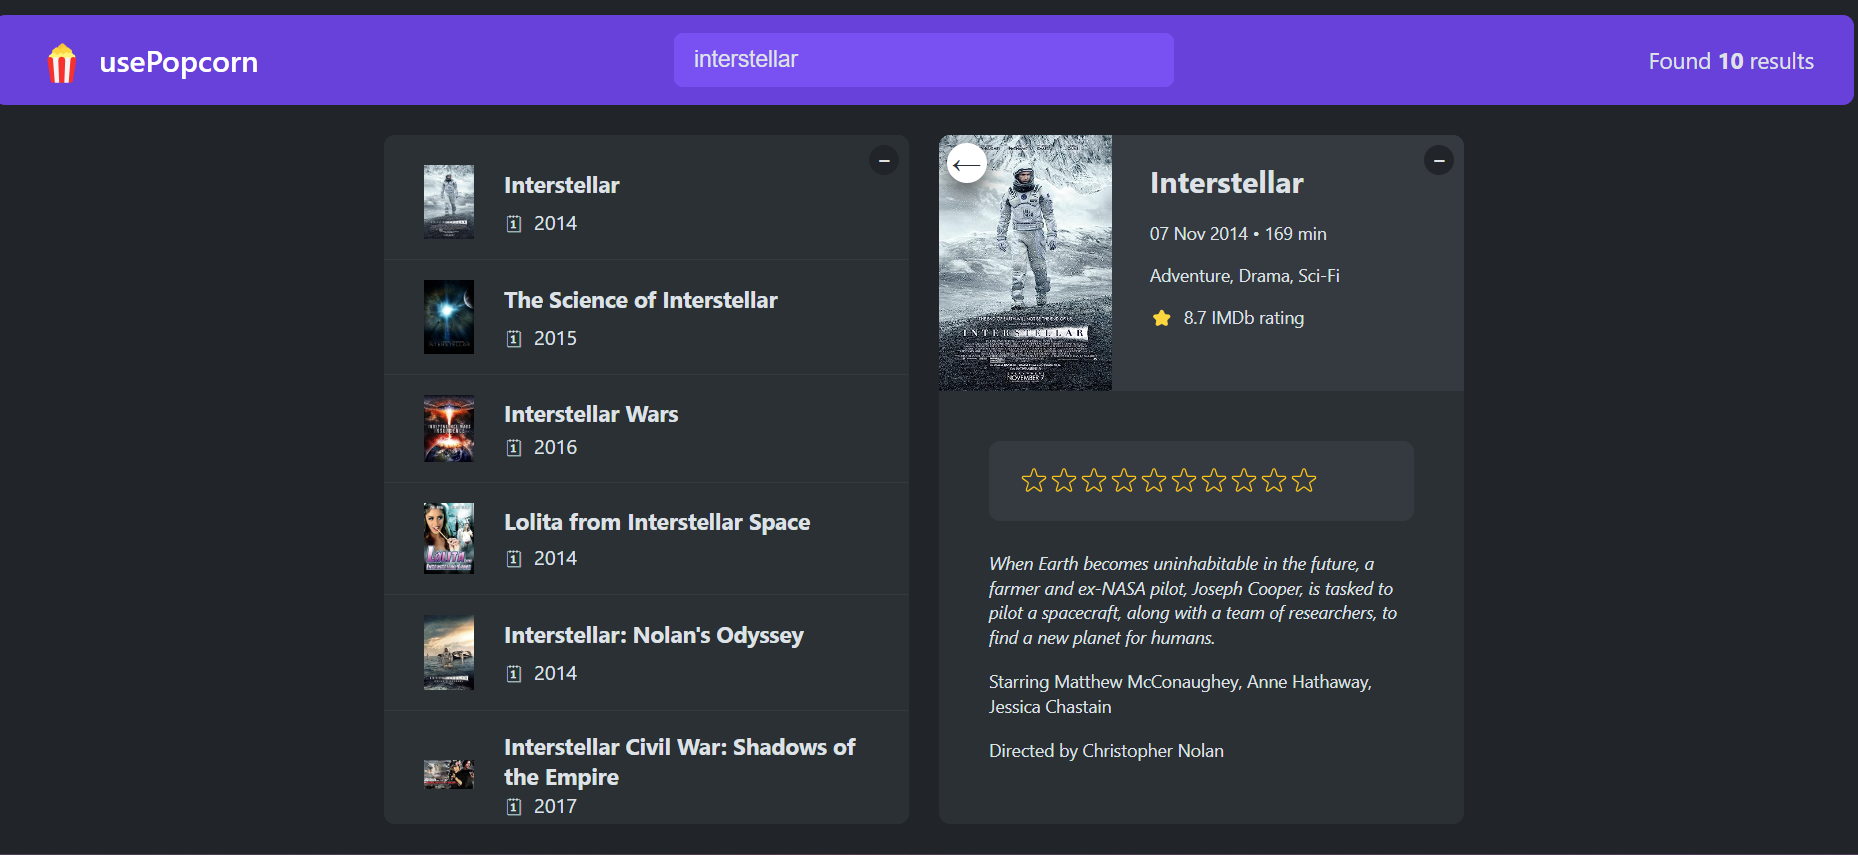 usePopcorn
interstellar
Found 10 results
Interstellar
2014
The Science of Interstellar
2015
Interstellar Wars
2016
Lolita from Interstellar Space
2014
Interstellar: Nolan's Odyssey
2014
Interstellar Civil War: Shadows of
the Empire
2017
INTERSTELLAR
NOVEMBER 7
Interstellar
07 Nov 2014 • 169 min
Adventure, Drama, Sci-Fi
8.7 IMDb rating
When Earth becomes uninhabitable in the future, a
farmer and ex-NASA pilot, Joseph Cooper, is tasked to
pilot a spacecraft, along with a team of researchers, to
find a new planet for humans.
Starring Matthew McConaughey, Anne Hathaway,
Jessica Chastain
Directed by Christopher Nolan